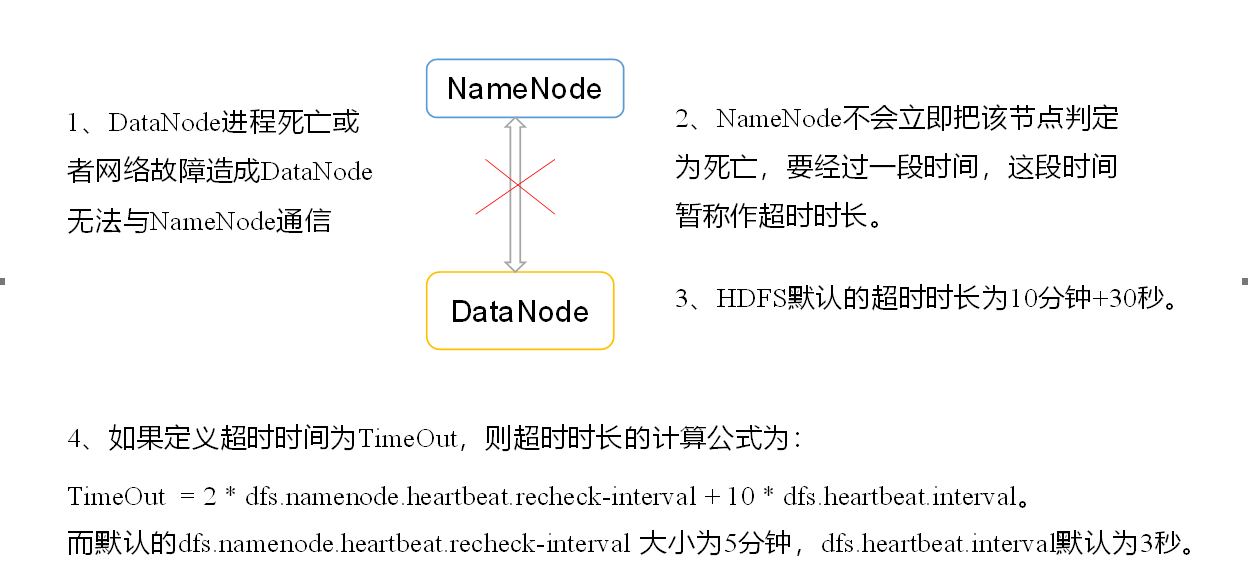 NameNode
1、DataNode进程死亡或
者网络故障造成DataNode
无法与NameNode通信
2、NameNode不会立即把该节点判定
为死亡，要经过一段时间，这段时间
暂称作超时时长。
3、HDFS默认的超时时长为10分钟+30秒。
DataNode
4、如果定义超时时间为TimeOut，则超时时长的计算公式为：
TimeOut = 2 * dfs.namenode.heartbeat.recheck-interval + 10 * dfs.heartbeat.interval。
而默认的dfs.namenode.heartbeat.recheck-interval 大小为5分钟，dfs.heartbeat.interval默认为3秒。